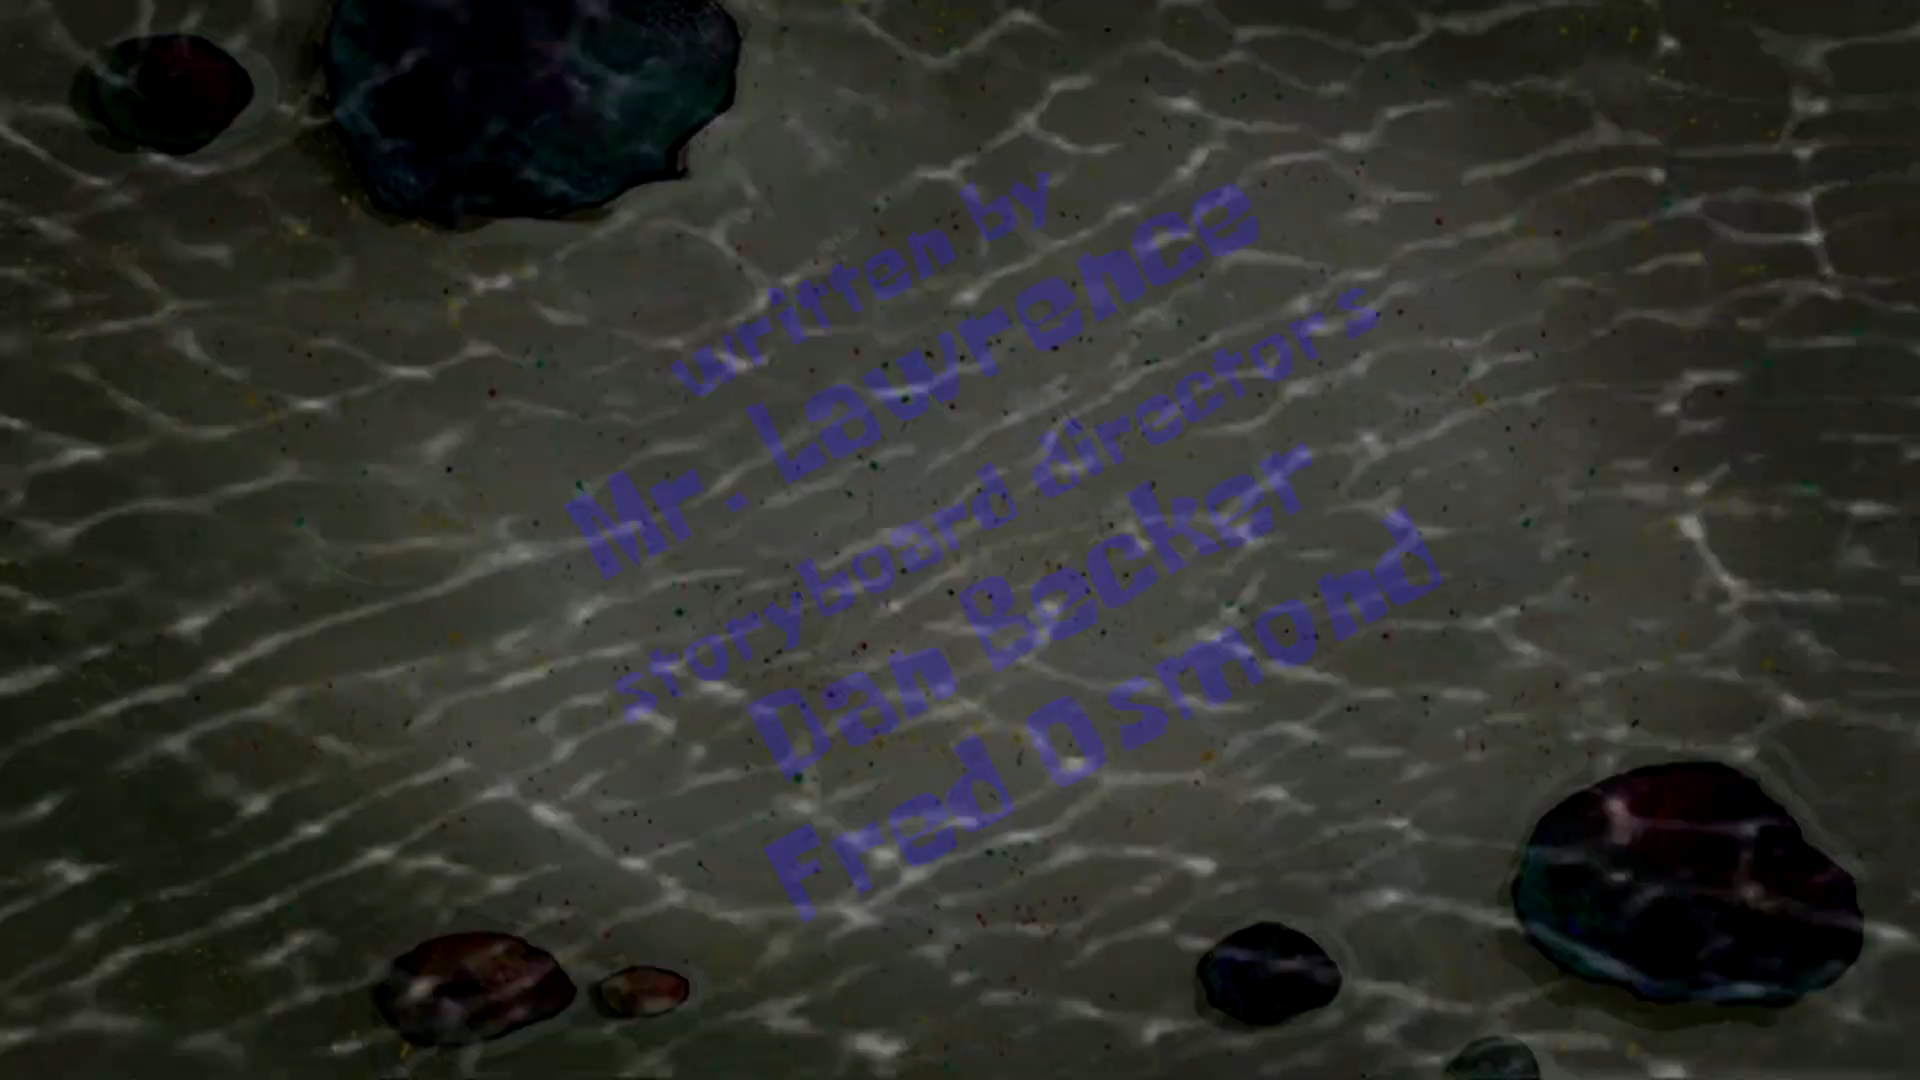 written by
Mr. Lawrence
storyboard directors
Dan Becker
Fred Osmond